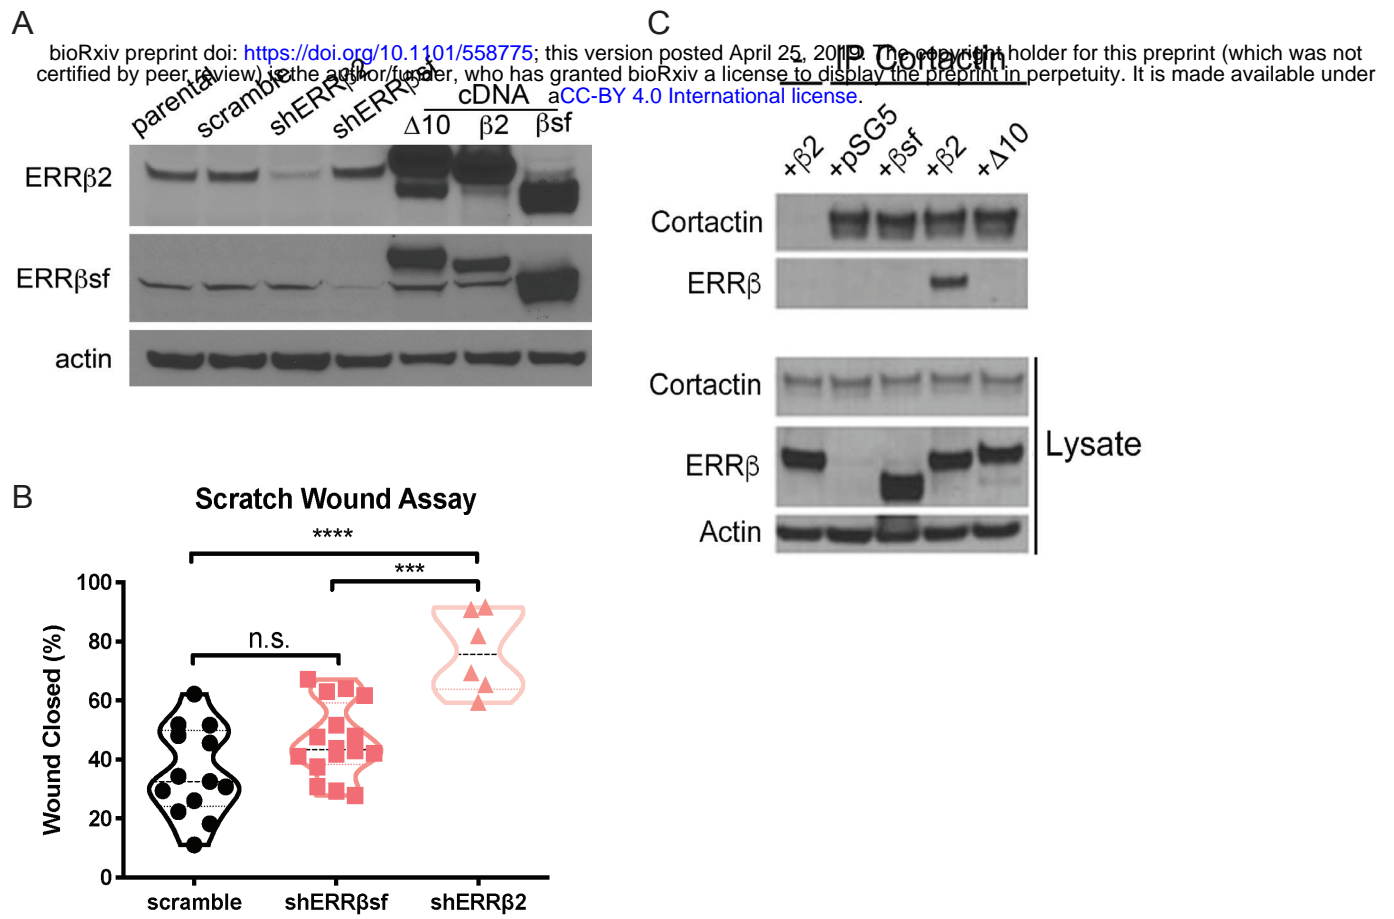 A
C
bioRxiv preprint doi: https://doi.org/10.1101/558775; this version posted April 25, 2019. The copyright holder for this preprint (which was not
certified by peer review) is the author/funder, who has granted bioRxiv a license to display the preprint in perpetuity. It is made available under
aCC-BY 4.0 International license.
parental
scramble
shERRβ2
shERRβsf
cDNA
Δ10
β2
βsf
ERRβ2
ERRβsf
actin
- IP Cortactin
+β2
+pSG5
+βsf
+β2
+Δ10
Cortactin
ERRβ
Cortactin
ERRβ
Actin
Lysate
B
Scratch Wound Assay
****
***
n.s.
Wound Closed (%)
100
80
60
40
20
0
scramble
shERRβsf
shERRβ2